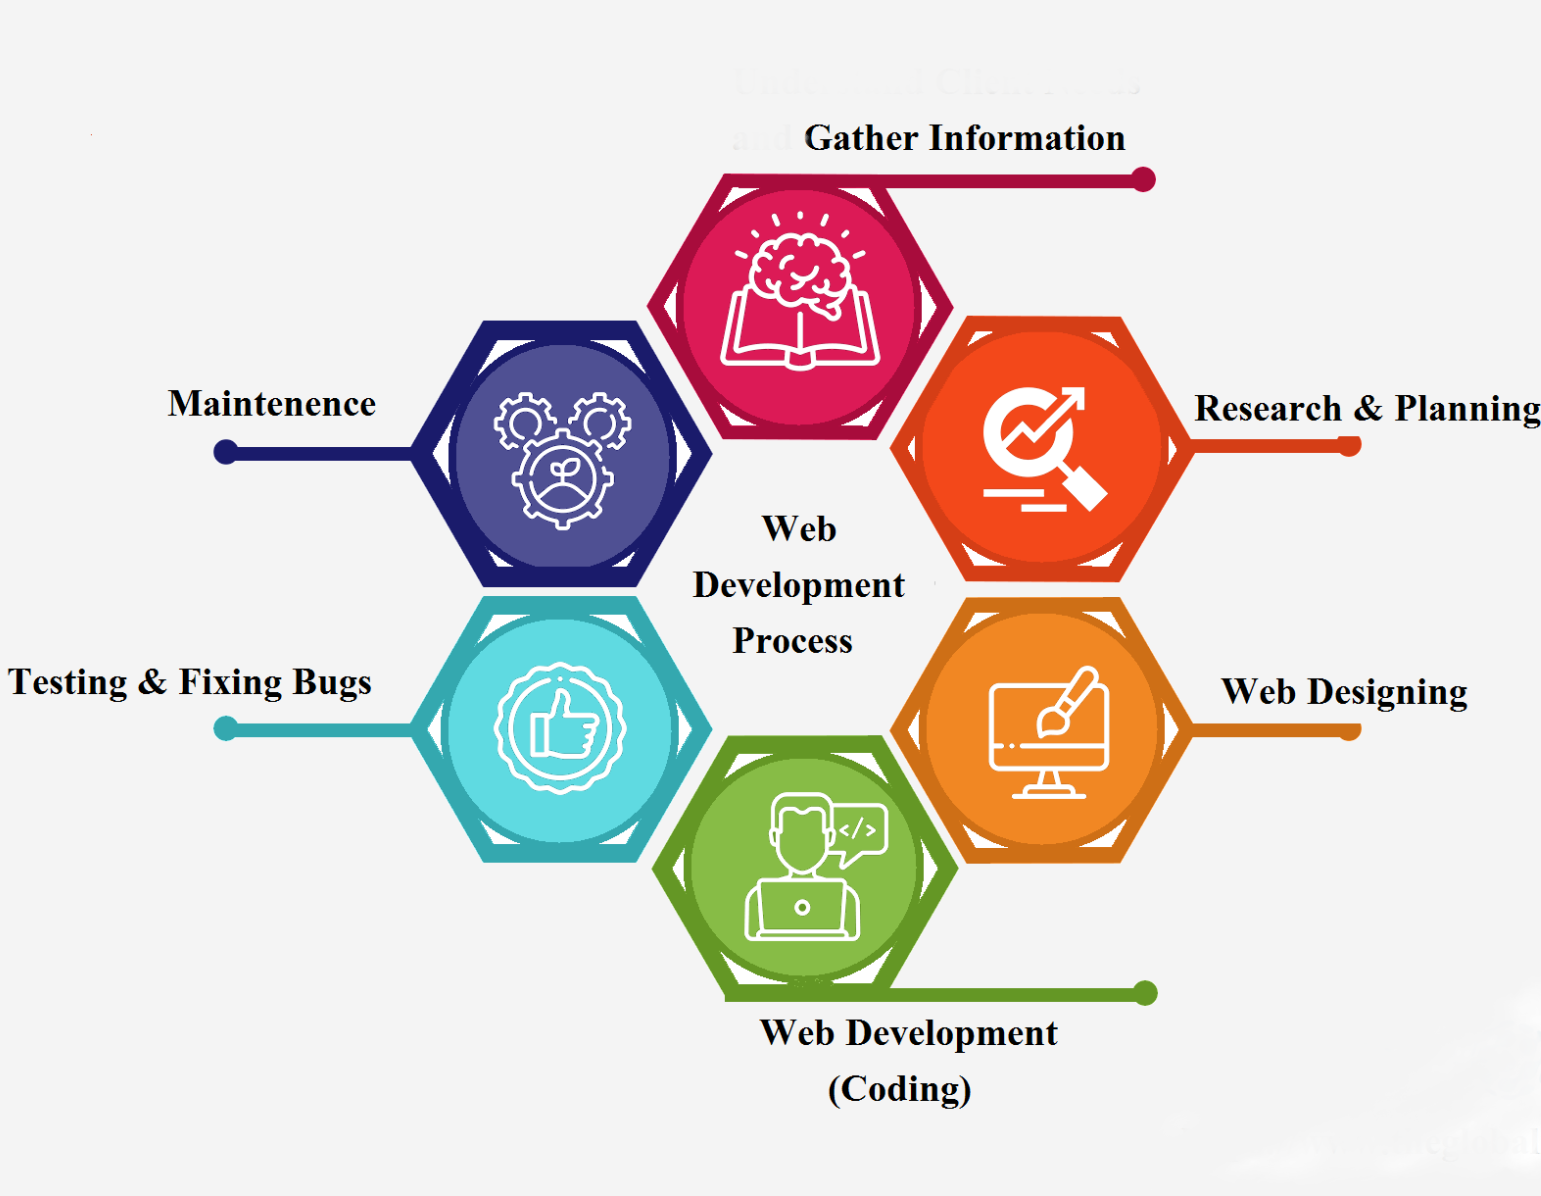 Gather Information
Maintenence
Research & Planning
Web
Development
Process
Testing & Fixing Bugs
Web Designing
</>
Web Development
(Coding)